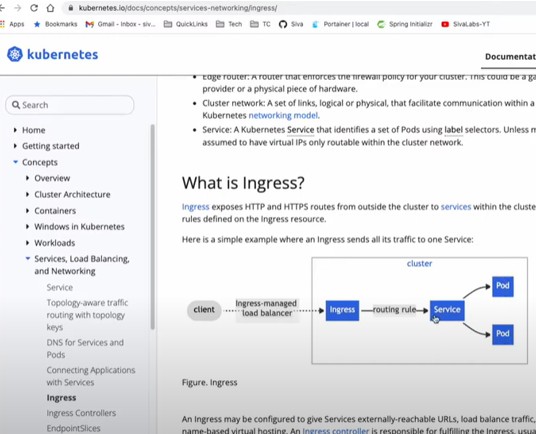 kubernetes.io/docs/concepts/services-networking/ingress/
Apps Bookmarks Gmail - Inbox - siv... QuickLinks Tech TC Siva Portainer | local Spring Initializr SivaLabs-YT
kubernetes
Documentat
Search
Home
Getting started
Concepts
Overview
Cluster Architecture
Containers
Windows in Kubernetes
Workloads
Services, Load Balancing,
and Networking
Service
Topology-aware traffic
routing with topology
keys
DNS for Services and
Pods
Connecting Applications
with Services
Ingress
Ingress Controllers
EndpointSlices
Edge router: A router that enforces the firewall policy for your cluster. This could be a ga
provider or a physical piece of hardware.
Cluster network: A set of links, logical or physical, that facilitate communication within a
Kubernetes networking model.
Service: A Kubernetes Service that identifies a set of Pods using label selectors. Unless m
assumed to have virtual IPs only routable within the cluster network.
What is Ingress?
Ingress exposes HTTP and HTTPS routes from outside the cluster to services within the cluste
rules defined on the Ingress resource.
Here is a simple example where an Ingress sends all its traffic to one Service:
cluster
client
Ingress-managed
load balancer
Ingress
routing rule
Service
Pod
Pod
Figure. Ingress
An Ingress may be configured to give Services externally-reachable URLs, load balance traffic,
name-based virtual hosting. An Ingress controller is responsible for fulfilling the Ingress, usua